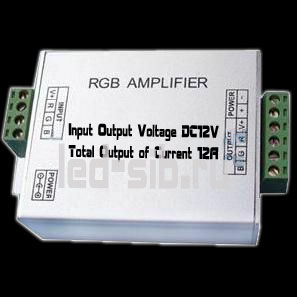 RGB AMPLIFIER
INPUT
V+
R
G
B
Input Output Voltage DC12V
Total Output of Current 12A
POWER
+
-
OUTPUT
V+
R
G
B
POWER
led-sib.ru